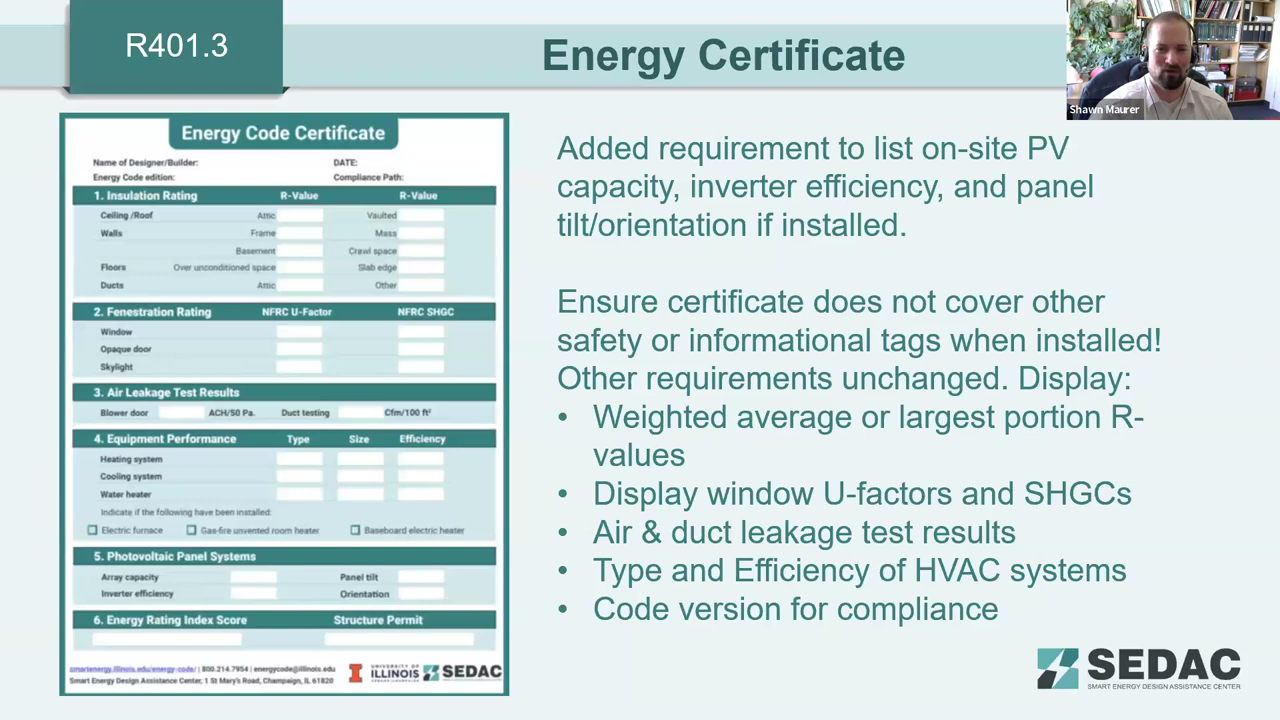 R401.3
Energy Certificate
Shawn Maurer
Energy Code Certificate
Name of Designer/Builder: DATE:
Energy Code edition: Compliance Path:
1. Insulation Rating R-Value R-Value
Ceiling /Roof Attic Vaulted
Walls Frame Mass
Basement Crawl space
Floors Over unconditioned space Slab edge
Ducts Attic Other
2. Fenestration Rating NFRC U-Factor NFRC SHGC
Window
Opaque door
Skylight
3. Air Leakage Test Results
Blower door ACH/50 Pa. Duct testing Cfm/100 ft²
4. Equipment Performance Type Size Efficiency
Heating system
Cooling system
Water heater
Indicate if the following have been installed:
Electric furnace Gas-fire unvented room heater Baseboard electric heater
5. Photovoltaic Panel Systems
Array capacity Panel tilt
Inverter efficiency Orientation
6. Energy Rating Index Score Structure Permit
smartenergy.illinois.edu/energy-code/ | 800.214.7954 | energycode@illinois.edu
Smart Energy Design Assistance Center, 1 St Mary's Road, Champaign, IL 61820
UNIVERSITY OF
ILLINOIS
URBANA-CHAMPAIGN
SEDAC
Added requirement to list on-site PV
capacity, inverter efficiency, and panel
tilt/orientation if installed.
Ensure certificate does not cover other
safety or informational tags when installed!
Other requirements unchanged. Display:
• Weighted average or largest portion R-
values
• Display window U-factors and SHGCs
• Air & duct leakage test results
• Type and Efficiency of HVAC systems
• Code version for compliance
SEDAC
SMART ENERGY DESIGN ASSISTANCE CENTER